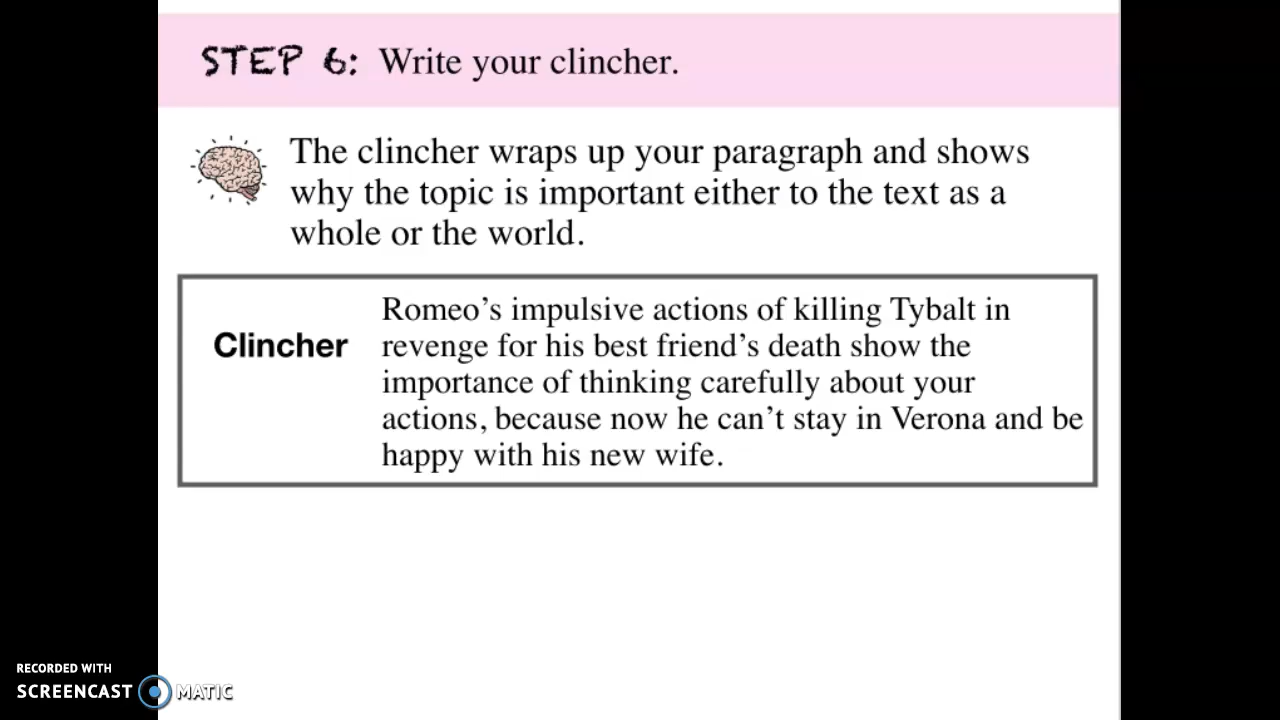 STEP 6: Write your clincher.
The clincher wraps up your paragraph and shows
why the topic is important either to the text as a
whole or the world.
Clincher
Romeo’s impulsive actions of killing Tybalt in
revenge for his best friend’s death show the
importance of thinking carefully about your
actions, because now he can’t stay in Verona and be
happy with his new wife.
RECORDED WITH
SCREENCAST MATIC